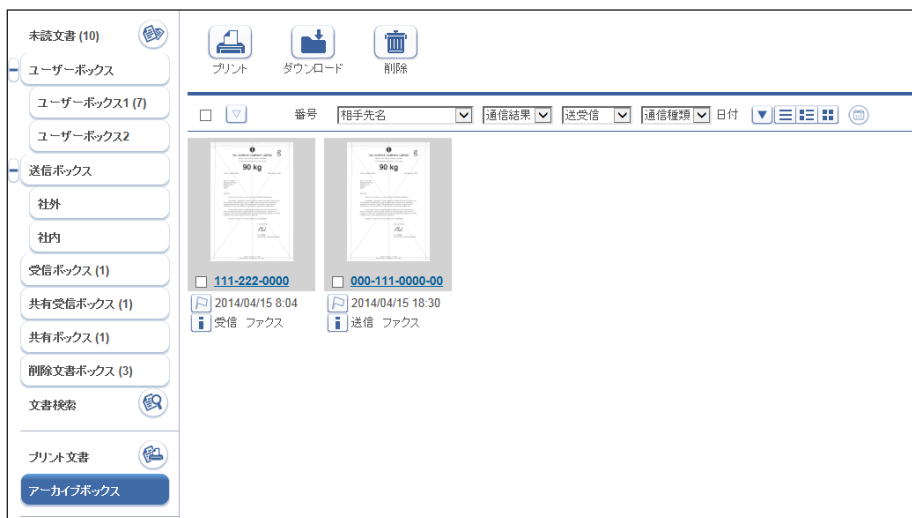 未読文書 (10)
ユーザーボックス
ユーザーボックス1 (7)
ユーザーボックス2
送信ボックス
社外
社内
受信ボックス (1)
共有受信ボックス (1)
共有ボックス (1)
削除文書ボックス (3)
文書検索
プリント文書
アーカイブボックス
プリント ダウンロード 削除
番号 相手先名 通信結果 送受信 通信種類 日付
90 kg
111-222-0000
2014/04/15 8:04
受信 ファクス
90 kg
000-111-0000-00
2014/04/15 18:30
送信 ファクス